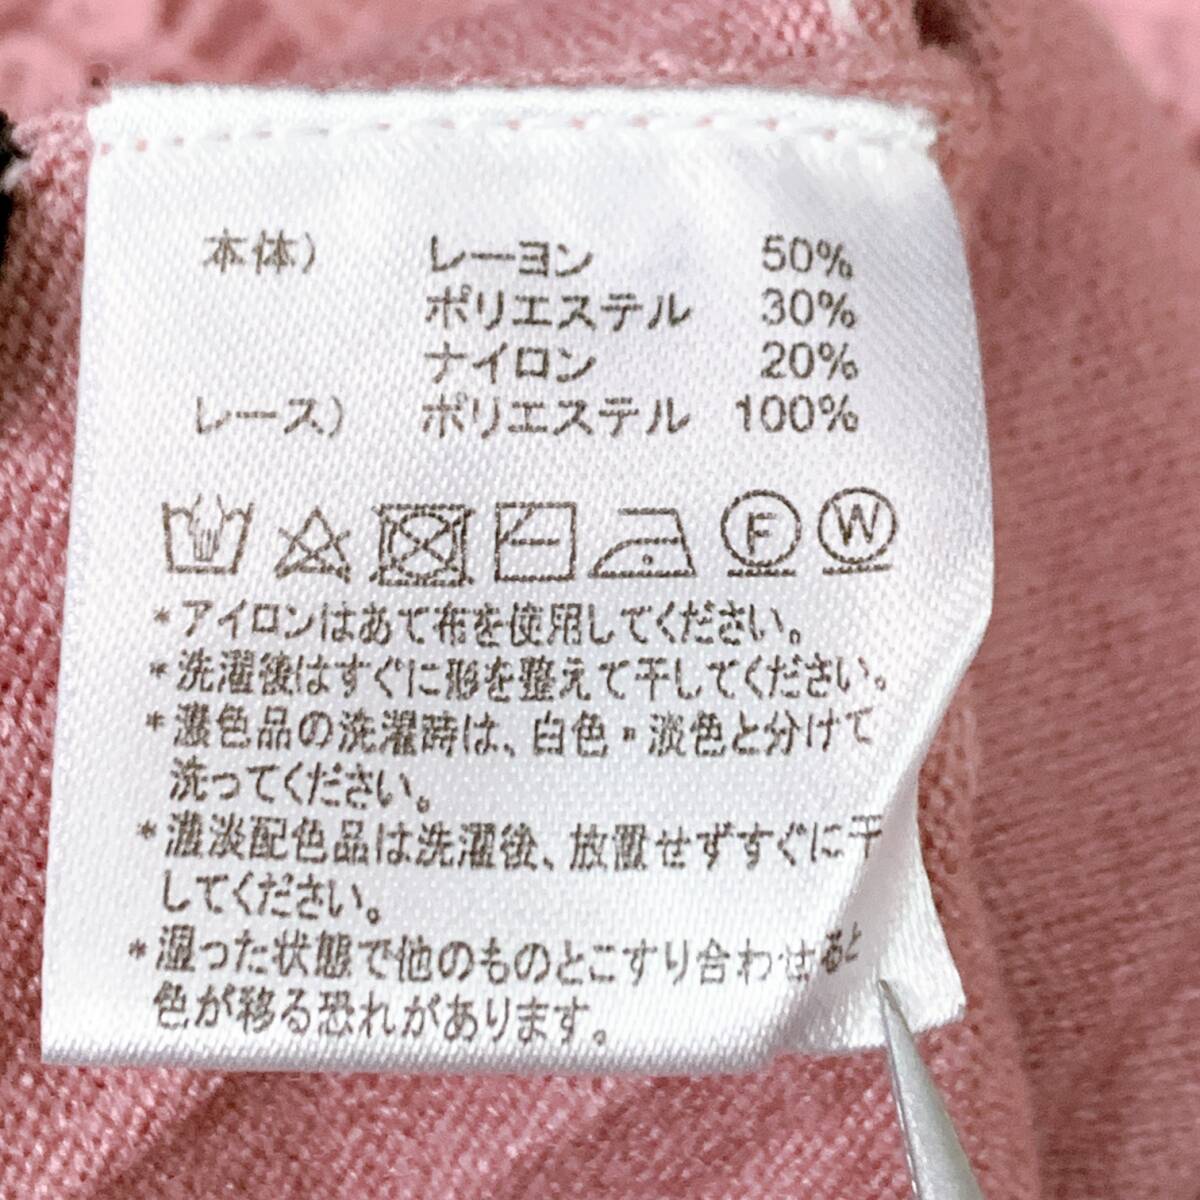 本体) レーヨン 50%
ポリエステル 30%
ナイロン 20%
レース) ポリエステル 100%
F W
*アイロンはあて布を使用してください。
*洗濯後はすぐに形を整えて干してください。
*濃色品の洗濯時は、白色・淡色と分けて
洗ってください。
*濃淡配色品は洗濯後、放置せずすぐに干
してください。
*湿った状態で他のものとこすり合わせると
色が移る恐れがあります。